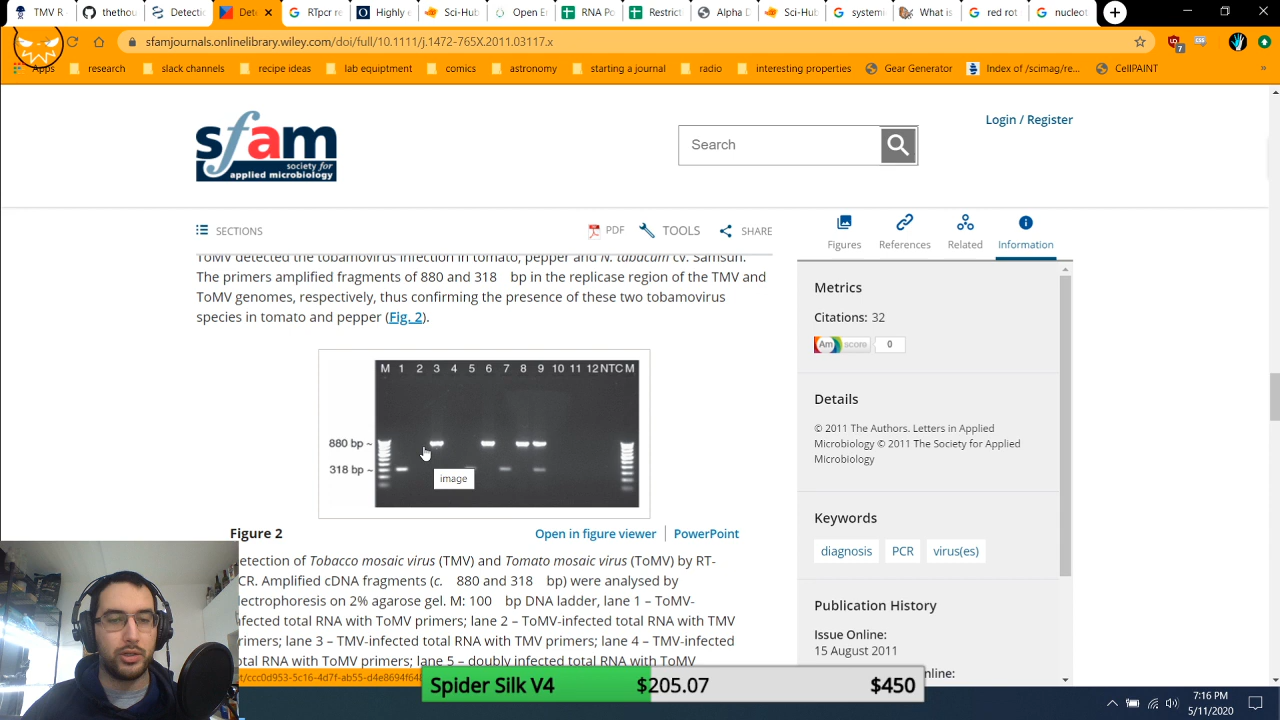 TMV R
thethou
Detectio
Dete
RTpcr re
Highly e
Sci-Hub
Open Er
RNA Po
Restricti
Alpha D
Sci-Hub
systemi
What is
red rot
nucleot
sfamjournals.onlinelibrary.wiley.com/doi/full/10.1111/j.1472-765X.2011.03117.x
7
Apps
research
slack channels
recipe ideas
lab equiptment
comics
astronomy
starting a journal
radio
interesting properties
Gear Generator
Index of /scimag/re...
CellPAINT
»
sfam
society for
applied microbiology
Search
Login / Register
SECTIONS
PDF
TOOLS
SHARE
Figures
References
Related
Information
ToMV detected the tobamovirus infection in tomato, pepper and N. tabacum cv. Samsun.
The primers amplified fragments of 880 and 318 bp in the replicase region of the TMV and
ToMV genomes, respectively, thus confirming the presence of these two tobamovirus
species in tomato and pepper (Fig. 2).
M 1 2 3 4 5 6 7 8 9 10 11 12 NTC M
880 bp ~
318 bp ~
image
Figure 2
Open in figure viewer | PowerPoint
etection of Tobacco mosaic virus (TMV) and Tomato mosaic virus (ToMV) by RT-
CR. Amplified cDNA fragments (c. 880 and 318 bp) were analysed by
lectrophoresis on 2% agarose gel. M: 100 bp DNA ladder, lane 1 – ToMV-
nfected total RNA with ToMV primers; lane 2 – ToMV-infected total RNA with TMV
rimers; lane 3 – TMV-infected total RNA with TMV primers; lane 4 – TMV-infected
otal RNA with ToMV primers; lane 5 – doubly infected total RNA with ToMV
Metrics
Citations: 32
Am score 0
Details
© 2011 The Authors. Letters in Applied
Microbiology © 2011 The Society for Applied
Microbiology
Keywords
diagnosis
PCR
virus(es)
Publication History
Issue Online:
15 August 2011
nline:
Spider Silk V4 $205.07 $450
7:16 PM
5/11/2020